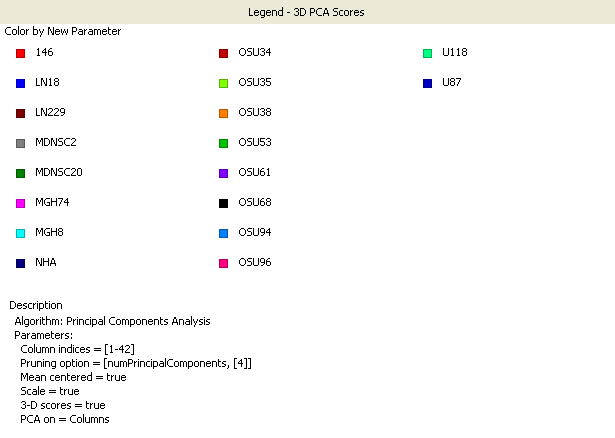 Legend - 3D PCA Scores
Color by New Parameter
146
LN18
LN229
MDNSC2
MDNSC20
MGH74
MGH8
NHA
OSU34
OSU35
OSU38
OSU53
OSU61
OSU68
OSU94
OSU96
U118
U87
Description
Algorithm: Principal Components Analysis
Parameters:
Column indices = [1-42]
Pruning option = [numPrincipalComponents, [4]]
Mean centered = true
Scale = true
3-D scores = true
PCA on = Columns